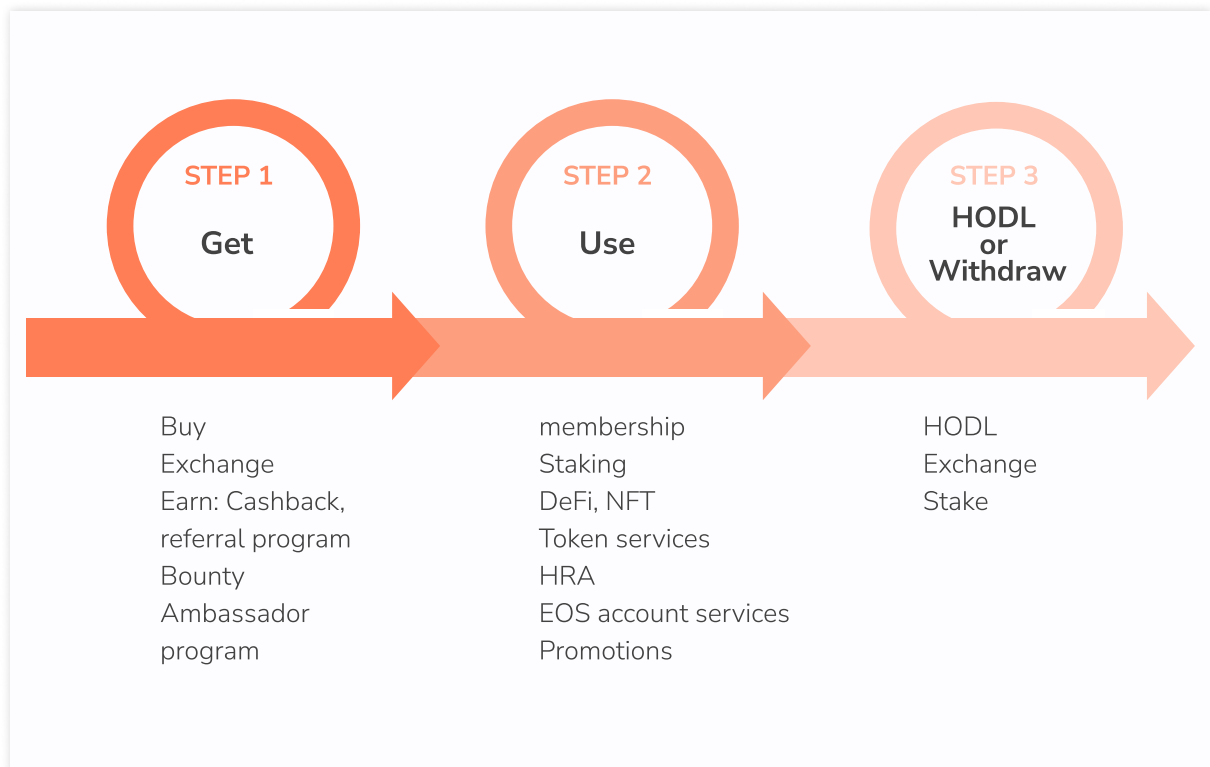 STEP 1
Get
STEP 2
Use
STEP 3
HODL
or
Withdraw
Buy
Exchange
Earn: Cashback,
referral program
Bounty
Ambassador
program
membership
Staking
DeFi, NFT
Token services
HRA
EOS account services
Promotions
HODL
Exchange
Stake